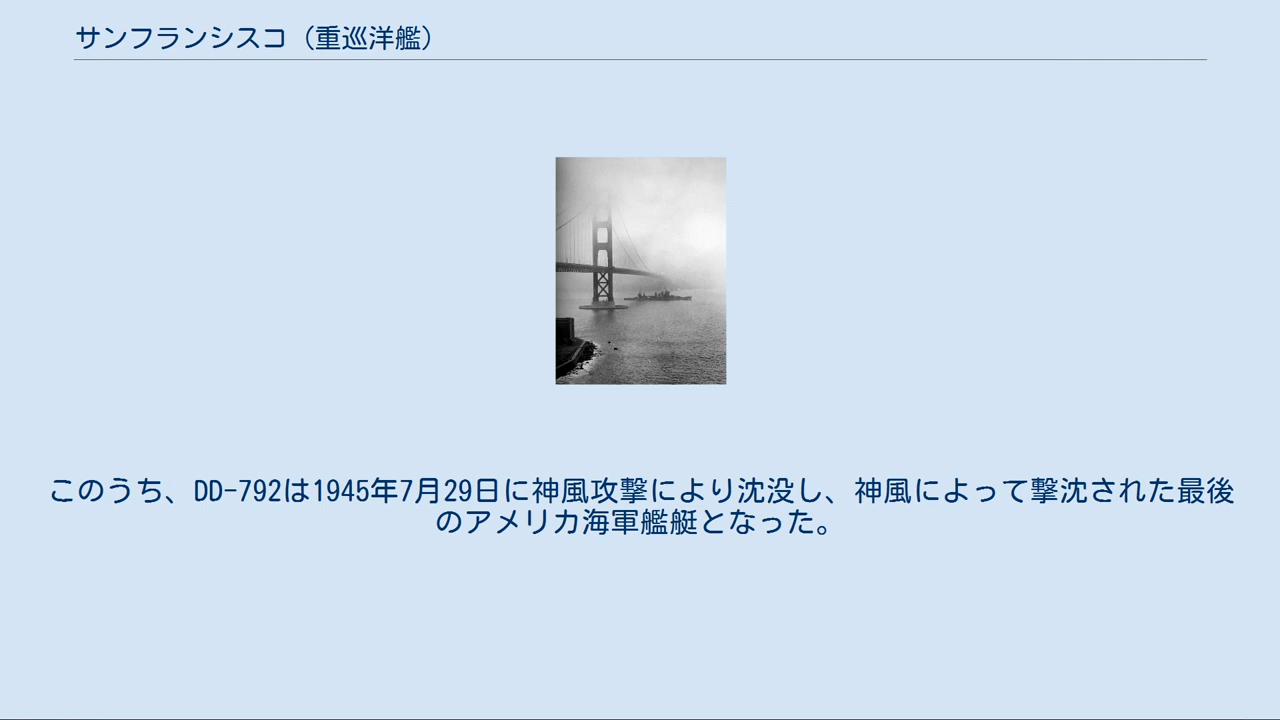 サンフランシスコ（重巡洋艦）
このうち、DD-792は1945年7月29日に神風攻撃により沈没し、神風によって撃沈された最後
のアメリカ海軍艦艇となった。